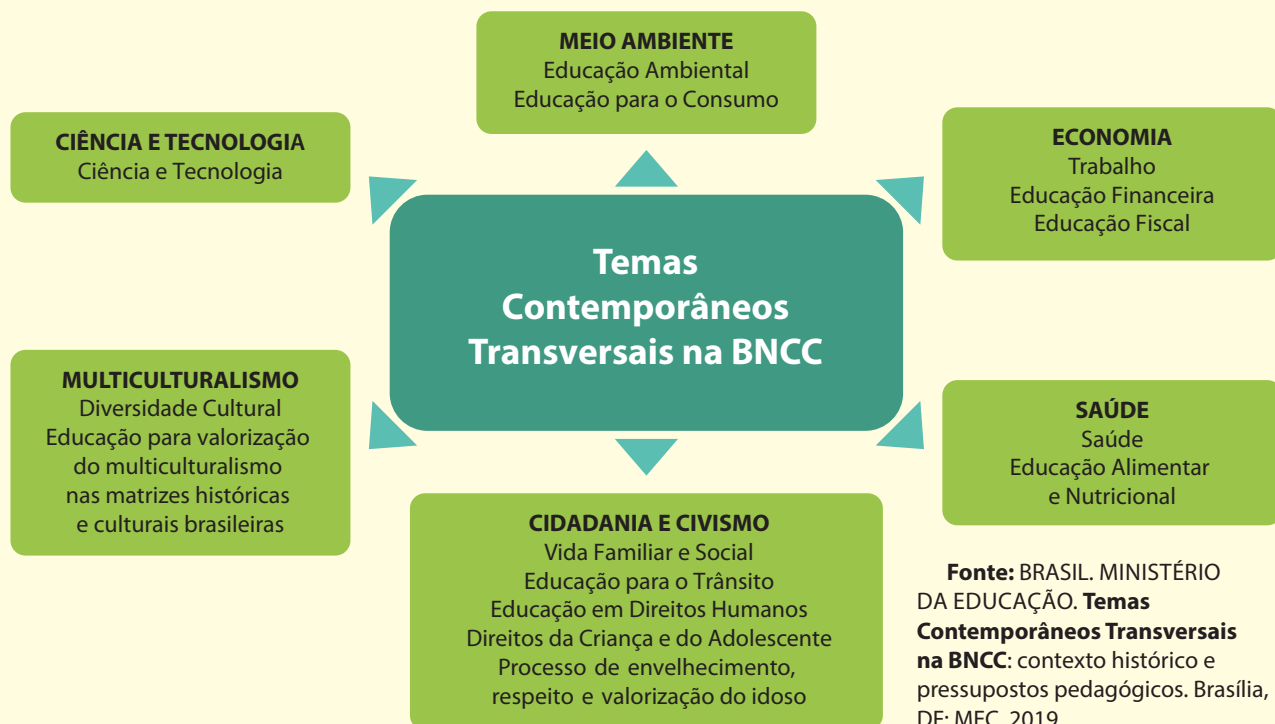 MEIO AMBIENTE
Educação Ambiental
Educação para o Consumo
CIÊNCIA E TECNOLOGIA
Ciência e Tecnologia
ECONOMIA
Trabalho
Educação Financeira
Educação Fiscal
Temas
Contemporâneos
Transversais na BNCC
MULTICULTURALISMO
Diversidade Cultural
Educação para valorização
do multiculturalismo
nas matrizes históricas
e culturais brasileiras
SAÚDE
Saúde
Educação Alimentar
e Nutricional
CIDADANIA E CIVISMO
Vida Familiar e Social
Educação para o Trânsito
Educação em Direitos Humanos
Direitos da Criança e do Adolescente
Processo de envelhecimento,
respeito e valorização do idoso
Fonte: BRASIL. MINISTÉRIO
DA EDUCAÇÃO. Temas
Contemporâneos Transversais
na BNCC: contexto histórico e
pressupostos pedagógicos. Brasília,
DF: MEC, 2019